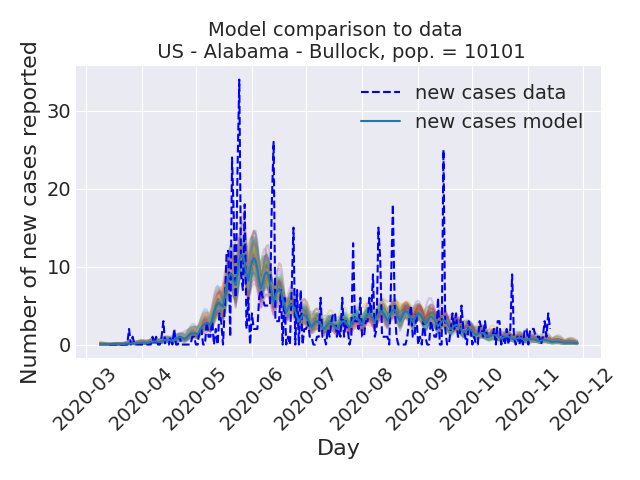 Model comparison to data
US - Alabama - Bullock, pop. = 10101
Number of new cases reported
30
20
10
0
new cases data
new cases model
2020-03
2020-04
2020-05
2020-06
2020-07
2020-08
2020-09
2020-10
2020-11
2020-12
Day